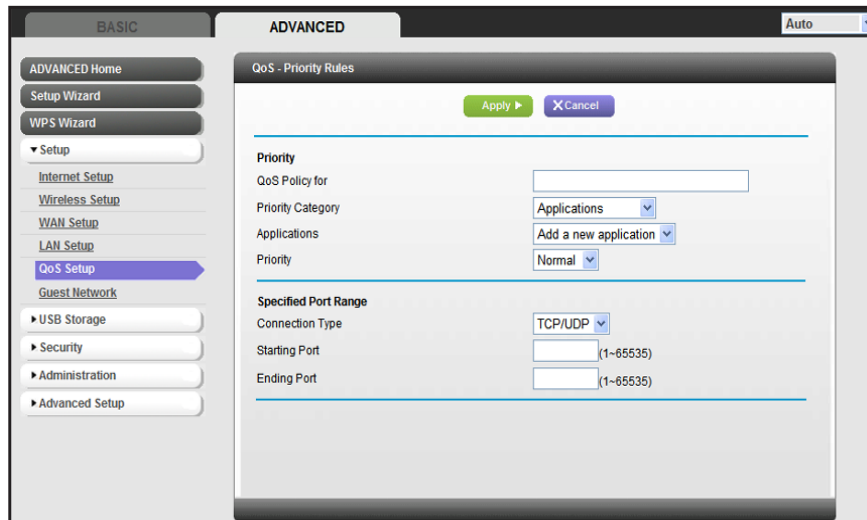 BASIC
ADVANCED
Auto
ADVANCED Home
Setup Wizard
WPS Wizard
Setup
Internet Setup
Wireless Setup
WAN Setup
LAN Setup
QoS Setup
Guest Network
USB Storage
Security
Administration
Advanced Setup
QoS - Priority Rules
Apply
Cancel
Priority
QoS Policy for
Priority Category Applications
Applications Add a new application
Priority Normal
Specified Port Range
Connection Type TCP/UDP
Starting Port (1~65535)
Ending Port (1~65535)